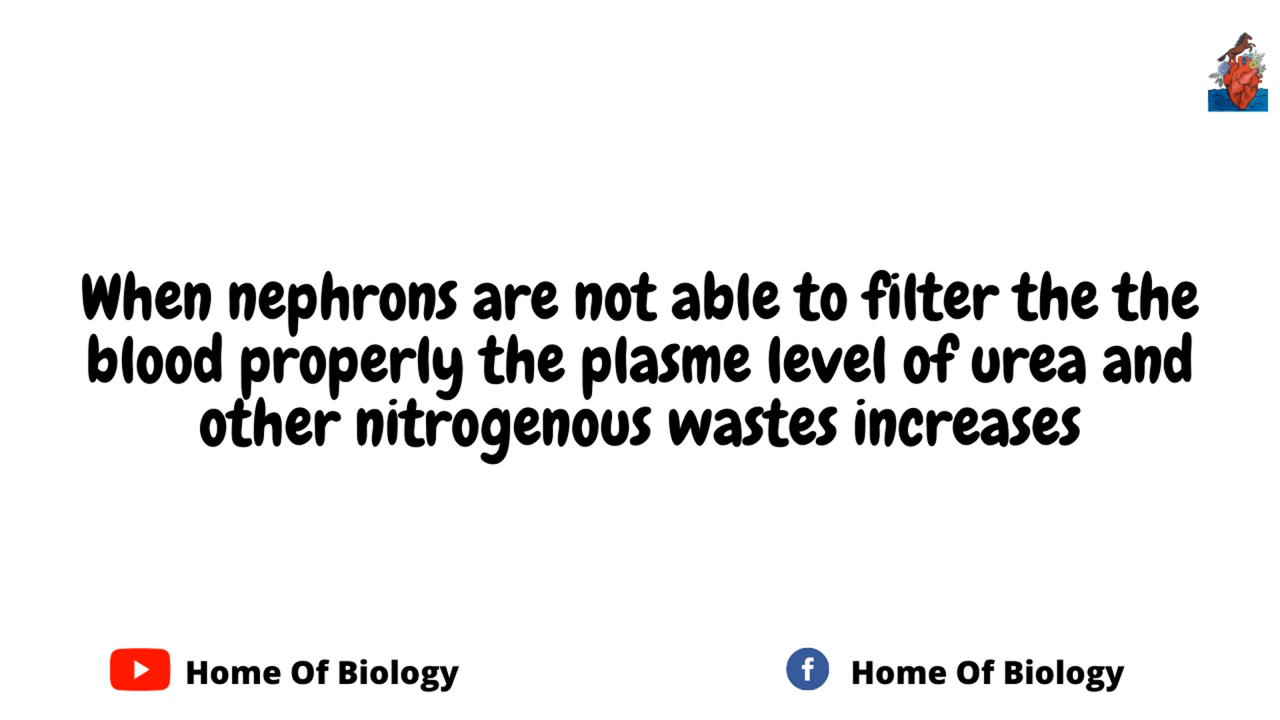 When nephrons are not able to filter the the
blood properly the plasme level of urea and
other nitrogenous wastes increases
Home Of Biology
Home Of Biology